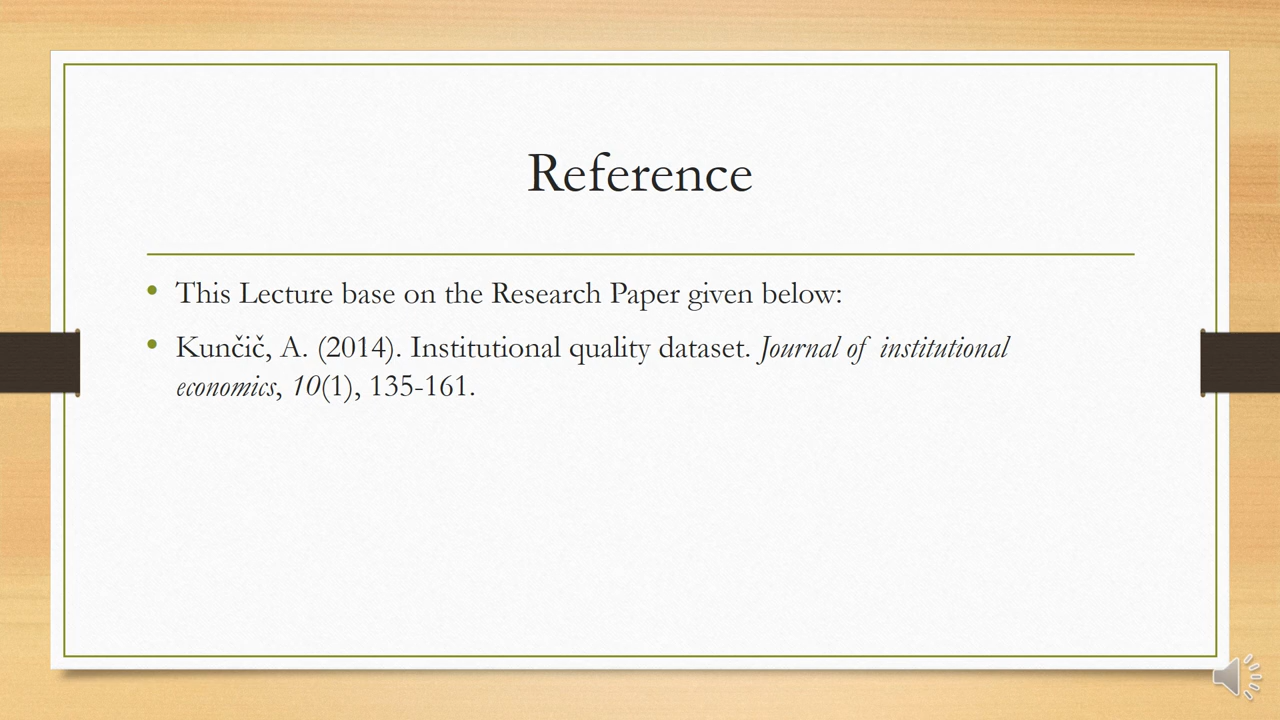 Reference
• This Lecture base on the Research Paper given below:
• Kunčič, A. (2014). Institutional quality dataset. Journal of institutional
economics, 10(1), 135-161.